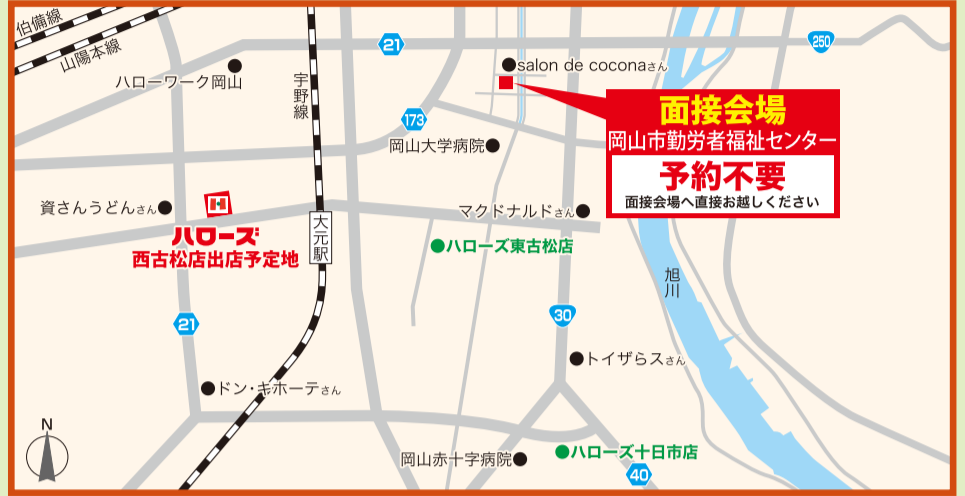 伯備線
山陽本線
21
250
salon de coconaさん
ハローワーク岡山
宇野線
面接会場
岡山市勤労者福祉センター
予約不要
面接会場へ直接お越しください
173
岡山大学病院
資さんうどんさん
マクドナルドさん
ハローズ
西古松店出店予定地
大元駅
ハローズ東古松店
旭川
21
30
トイザらスさん
ドン・キホーテさん
N
岡山赤十字病院
ハローズ十日市店
40